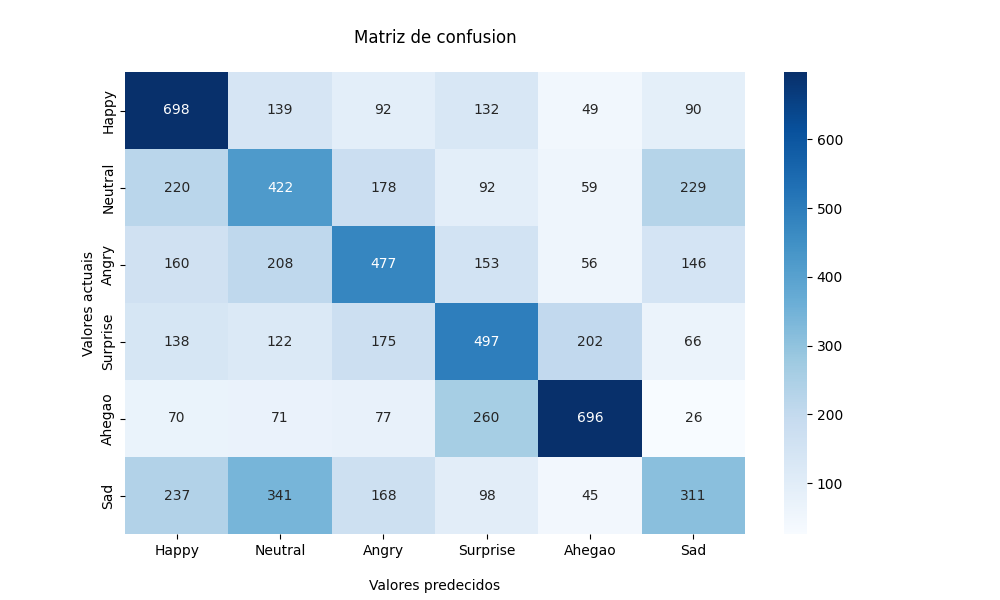 Matriz de confusion
Valores actuais
Happy 698 139 92 132 49 90
Neutral 220 422 178 92 59 229
Angry 160 208 477 153 56 146
Surprise 138 122 175 497 202 66
Ahegao 70 71 77 260 696 26
Sad 237 341 168 98 45 311
Happy Neutral Angry Surprise Ahegao Sad
Valores predecidos
600
500
400
300
200
100